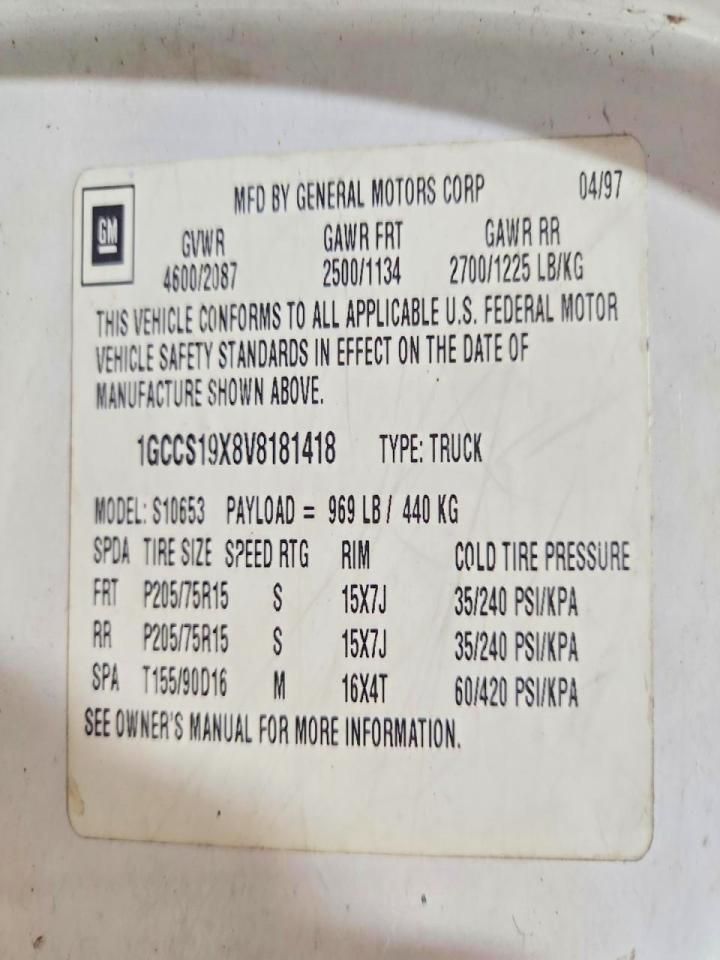 MFD BY GENERAL MOTORS CORP 04/97
GM
GVWR GAWR FRT GAWR RR
4600/2087 2500/1134 2700/1225 LB/KG
THIS VEHICLE CONFORMS TO ALL APPLICABLE U.S. FEDERAL MOTOR
VEHICLE SAFETY STANDARDS IN EFFECT ON THE DATE OF
MANUFACTURE SHOWN ABOVE.
1GCCS19X8V8181418 TYPE: TRUCK
MODEL: S10653 PAYLOAD = 969 LB / 440 KG
SPDA TIRE SIZE SPEED RTG RIM COLD TIRE PRESSURE
FRT P205/75R15 S 15X7J 35/240 PSI/KPA
RR P205/75R15 S 15X7J 35/240 PSI/KPA
SPA T155/90D16 M 16X4T 60/420 PSI/KPA
SEE OWNER'S MANUAL FOR MORE INFORMATION.